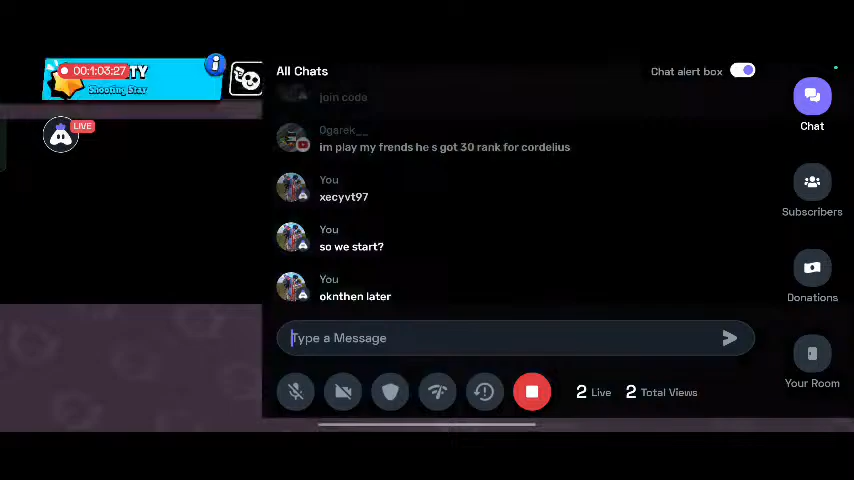 00:1:03:27
TY
Shooting Star
LIVE
All Chats
Chat alert box
join code
Ogarek__
im play my frends he s got 30 rank for cordelius
You
xecyvt97
You
so we start?
You
oknthen later
Type a Message
2 Live 2 Total Views
Chat
Subscribers
Donations
Your Room